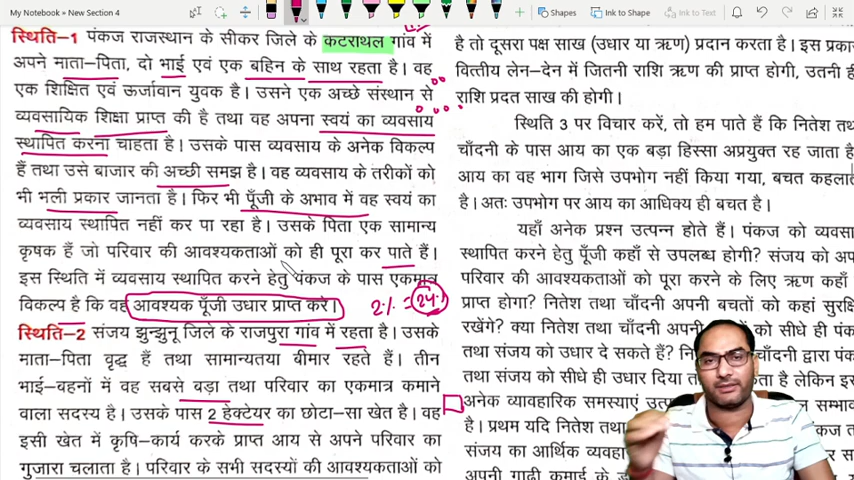 My Notebook » New Section 4
Shapes
Ink to Shape
Ink to Text
स्थिति-1 पंकज राजस्थान के सीकर जिले के कटराथल गांव में
अपने माता-पिता, दो भाई एवं एक बहिन के साथ रहता है। वह
एक शिक्षित एवं ऊर्जावान युवक है। उसने एक अच्छे संस्थान से
व्यवसायिक शिक्षा प्राप्त की है तथा वह अपना स्वयं का व्यवसाय
स्थापित करना चाहता है। उसके पास व्यवसाय के अनेक विकल्प
हैं तथा उसे बाजार की अच्छी समझ है। वह व्यवसाय के तरीकों को
भी भली प्रकार जानता है। फिर भी पूँजी के अभाव में वह स्वयं का
व्यवसाय स्थापित नहीं कर पा रहा है। उसके पिता एक सामान्य
कृषक हैं जो परिवार की आवश्यकताओं को ही पूरा कर पाते हैं।
इस स्थिति में व्यवसाय स्थापित करने हेतु पंकज के पास एकमात्र
विकल्प है कि वह आवश्यक पूँजी उधार प्राप्त करें। 2% = 24%
स्थिति-2 संजय झुन्झुनू जिले के राजपुरा गांव में रहता है। उसके
माता-पिता वृद्ध हैं तथा सामान्यतया बीमार रहते हैं। तीन
भाई-बहनों में वह सबसे बड़ा तथा परिवार का एकमात्र कमाने
वाला सदस्य है। उसके पास 2 हेक्टेयर का छोटा-सा खेत है। वह
इसी खेत में कृषि-कार्य करके प्राप्त आय से अपने परिवार का
गुजारा चलाता है। परिवार के सभी सदस्यों की आवश्यकताओं को
है तो दूसरा पक्ष साख (उधार या ऋण) प्रदान करता है। इस
वित्तीय लेन-देन में जितनी राशि ऋण की प्राप्त होगी, उतनी
राशि प्रदत साख की होगी।
स्थिति 3 पर विचार करें, तो हम पाते हैं कि नितेश
चाँदनी के पास आय का एक बड़ा हिस्सा अप्रयुक्त रह जाता है
आय का वह भाग जिसे उपभोग नहीं किया गया, बचत
है। अतः उपभोग पर आय का आधिक्य ही बचत है।
यहाँ अनेक प्रश्न उत्पन्न होते हैं। पंकज को
स्थापित करने हेतु पूँजी कहाँ से उपलब्ध होगी? संजय को
परिवार की आवश्यकताओं को पूरा करने के लिए ऋण कहाँ
प्राप्त होगा? नितेश तथा चाँदनी अपनी बचतों को कहां
रखेंगे? क्या नितेश तथा चाँदनी अपनी को सीधे ही
तथा संजय को उधार दे सकते हैं? चाँदनी द्वारा
तथा संजय को सीधे ही उधार दिया है लेकिन
अनेक व्यावहारिक समस्याएं
है। प्रथम यदि नितेश
संजय का आर्थिक
अपनी गाढ़ी कमाई के